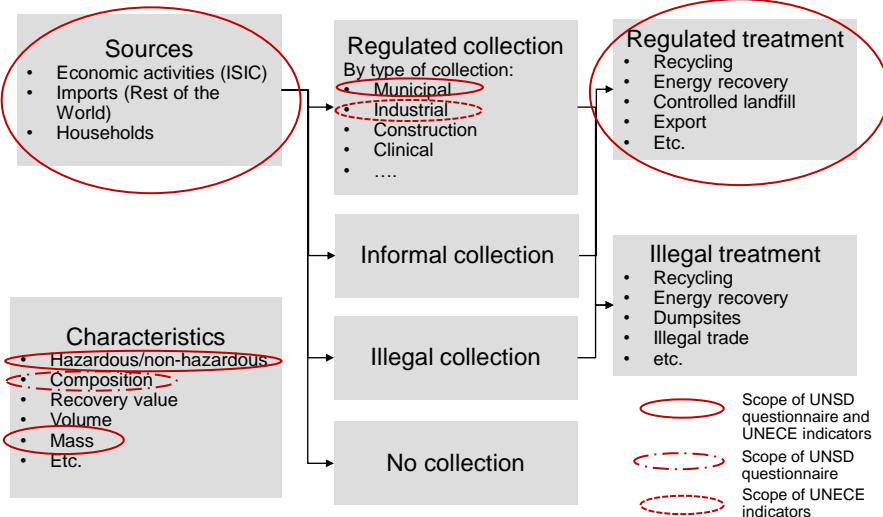 Sources
• Economic activities (ISIC)
• Imports (Rest of the
World)
• Households
Characteristics
• Hazardous/non-hazardous
• Composition
• Recovery value
• Volume
• Mass
• Etc.
Regulated collection
By type of collection:
• Municipal
• Industrial
• Construction
• Clinical
• ....
Informal collection
Illegal collection
No collection
Regulated treatment
• Recycling
• Energy recovery
• Controlled landfill
• Export
• Etc.
Illegal treatment
• Recycling
• Energy recovery
• Dumpsites
• Illegal trade
• etc.
Scope of UNSD
questionnaire and
UNECE indicators
Scope of UNSD
questionnaire
Scope of UNECE
indicators